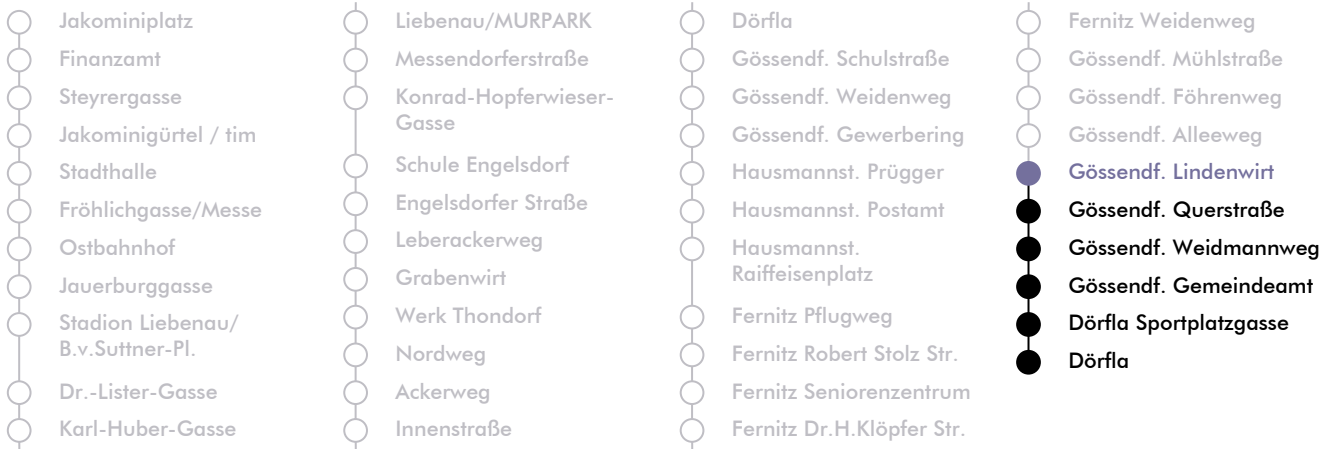 Jakominiplatz
Finanzamt
Steyrergasse
Jakominigürtel / tim
Stadthalle
Fröhlichgasse/Messe
Ostbahnhof
Jauerburggasse
Stadion Liebenau/
B.v.Suttner-Pl.
Dr.-Lister-Gasse
Karl-Huber-Gasse
Liebenau/MURPARK
Messendorferstraße
Konrad-Hopferwieser-
Gasse
Schule Engelsdorf
Engelsdorfer Straße
Leberackerweg
Grabenwirt
Werk Thondorf
Nordweg
Ackerweg
Innenstraße
Dörfla
Gössendf. Schulstraße
Gössendf. Weidenweg
Gössendf. Gewerbering
Hausmannst. Prügger
Hausmannst. Postamt
Hausmannst.
Raiffeisenplatz
Fernitz Pflugweg
Fernitz Robert Stolz Str.
Fernitz Seniorenzentrum
Fernitz Dr.H.Klöpfer Str.
Fernitz Weidenweg
Gössendf. Mühlstraße
Gössendf. Föhrenweg
Gössendf. Alleeweg
Gössendf. Lindenwirt
Gössendf. Querstraße
Gössendf. Weidmannweg
Gössendf. Gemeindeamt
Dörfla Sportplatzgasse
Dörfla